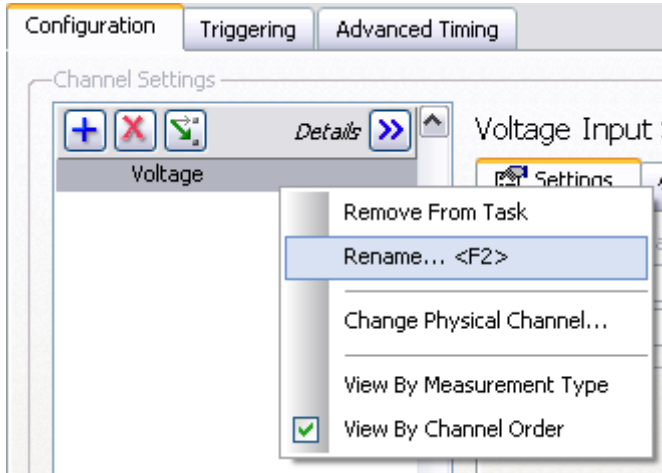 Configuration
Triggering
Advanced Timing
Channel Settings
Details
Voltage Input
Voltage
Settings
Remove From Task
Rename... <F2>
Change Physical Channel...
View By Measurement Type
View By Channel Order